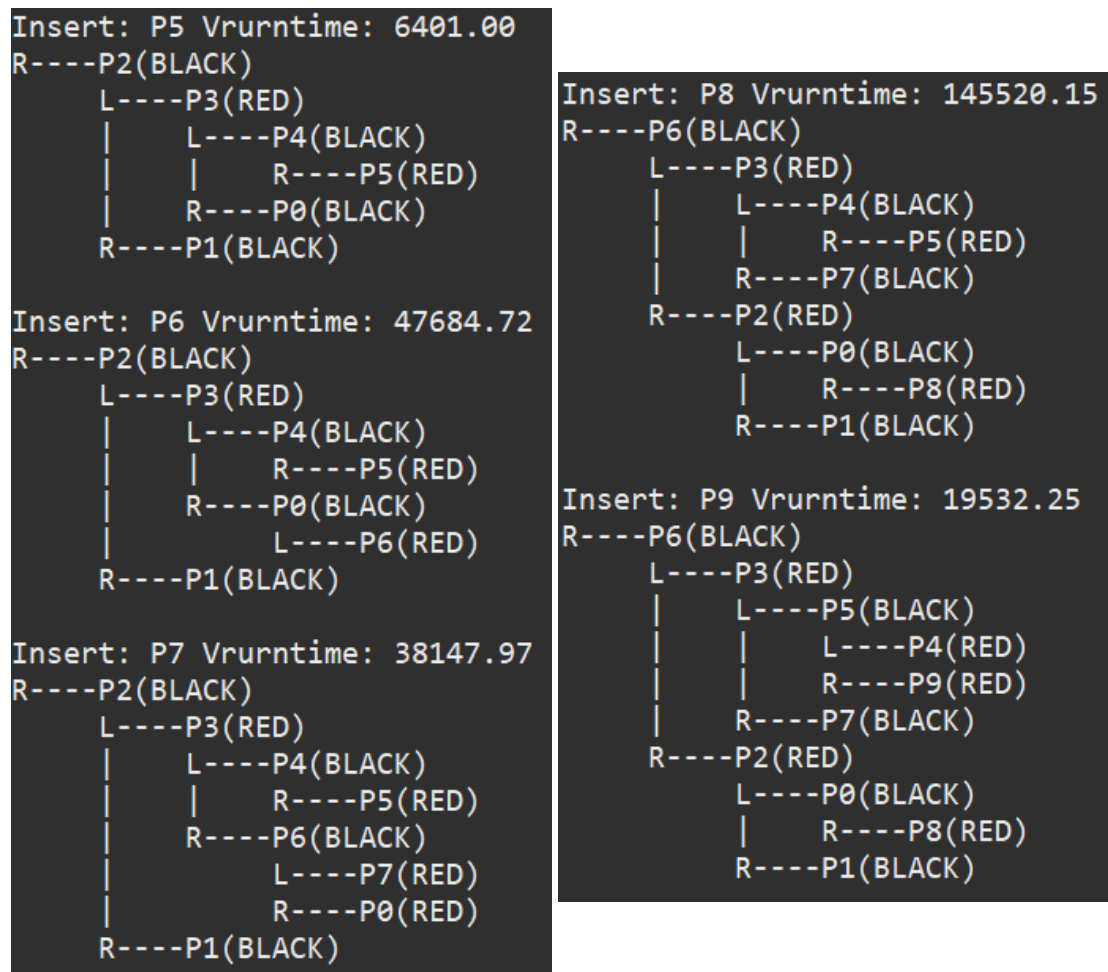 Insert: P5 Vrurntime: 6401.00
R----P2(BLACK)
     L----P3(RED)
     |    L----P4(BLACK)
     |    |    R----P5(RED)
     |    R----P0(BLACK)
     R----P1(BLACK)

Insert: P6 Vrurntime: 47684.72
R----P2(BLACK)
     L----P3(RED)
     |    L----P4(BLACK)
     |    |    R----P5(RED)
     |    R----P0(BLACK)
     |         L----P6(RED)
     R----P1(BLACK)

Insert: P7 Vrurntime: 38147.97
R----P2(BLACK)
     L----P3(RED)
     |    L----P4(BLACK)
     |    |    R----P5(RED)
     |    R----P6(BLACK)
     |         L----P7(RED)
     |         R----P0(RED)
     R----P1(BLACK)

Insert: P8 Vrurntime: 145520.15
R----P6(BLACK)
     L----P3(RED)
     |    L----P4(BLACK)
     |    |    R----P5(RED)
     |    R----P7(BLACK)
     R----P2(RED)
          L----P0(BLACK)
          |    R----P8(RED)
          R----P1(BLACK)

Insert: P9 Vrurntime: 19532.25
R----P6(BLACK)
     L----P3(RED)
     |    L----P5(BLACK)
     |    |    L----P4(RED)
     |    |    R----P9(RED)
     |    R----P7(BLACK)
     R----P2(RED)
          L----P0(BLACK)
          |    R----P8(RED)
          R----P1(BLACK)